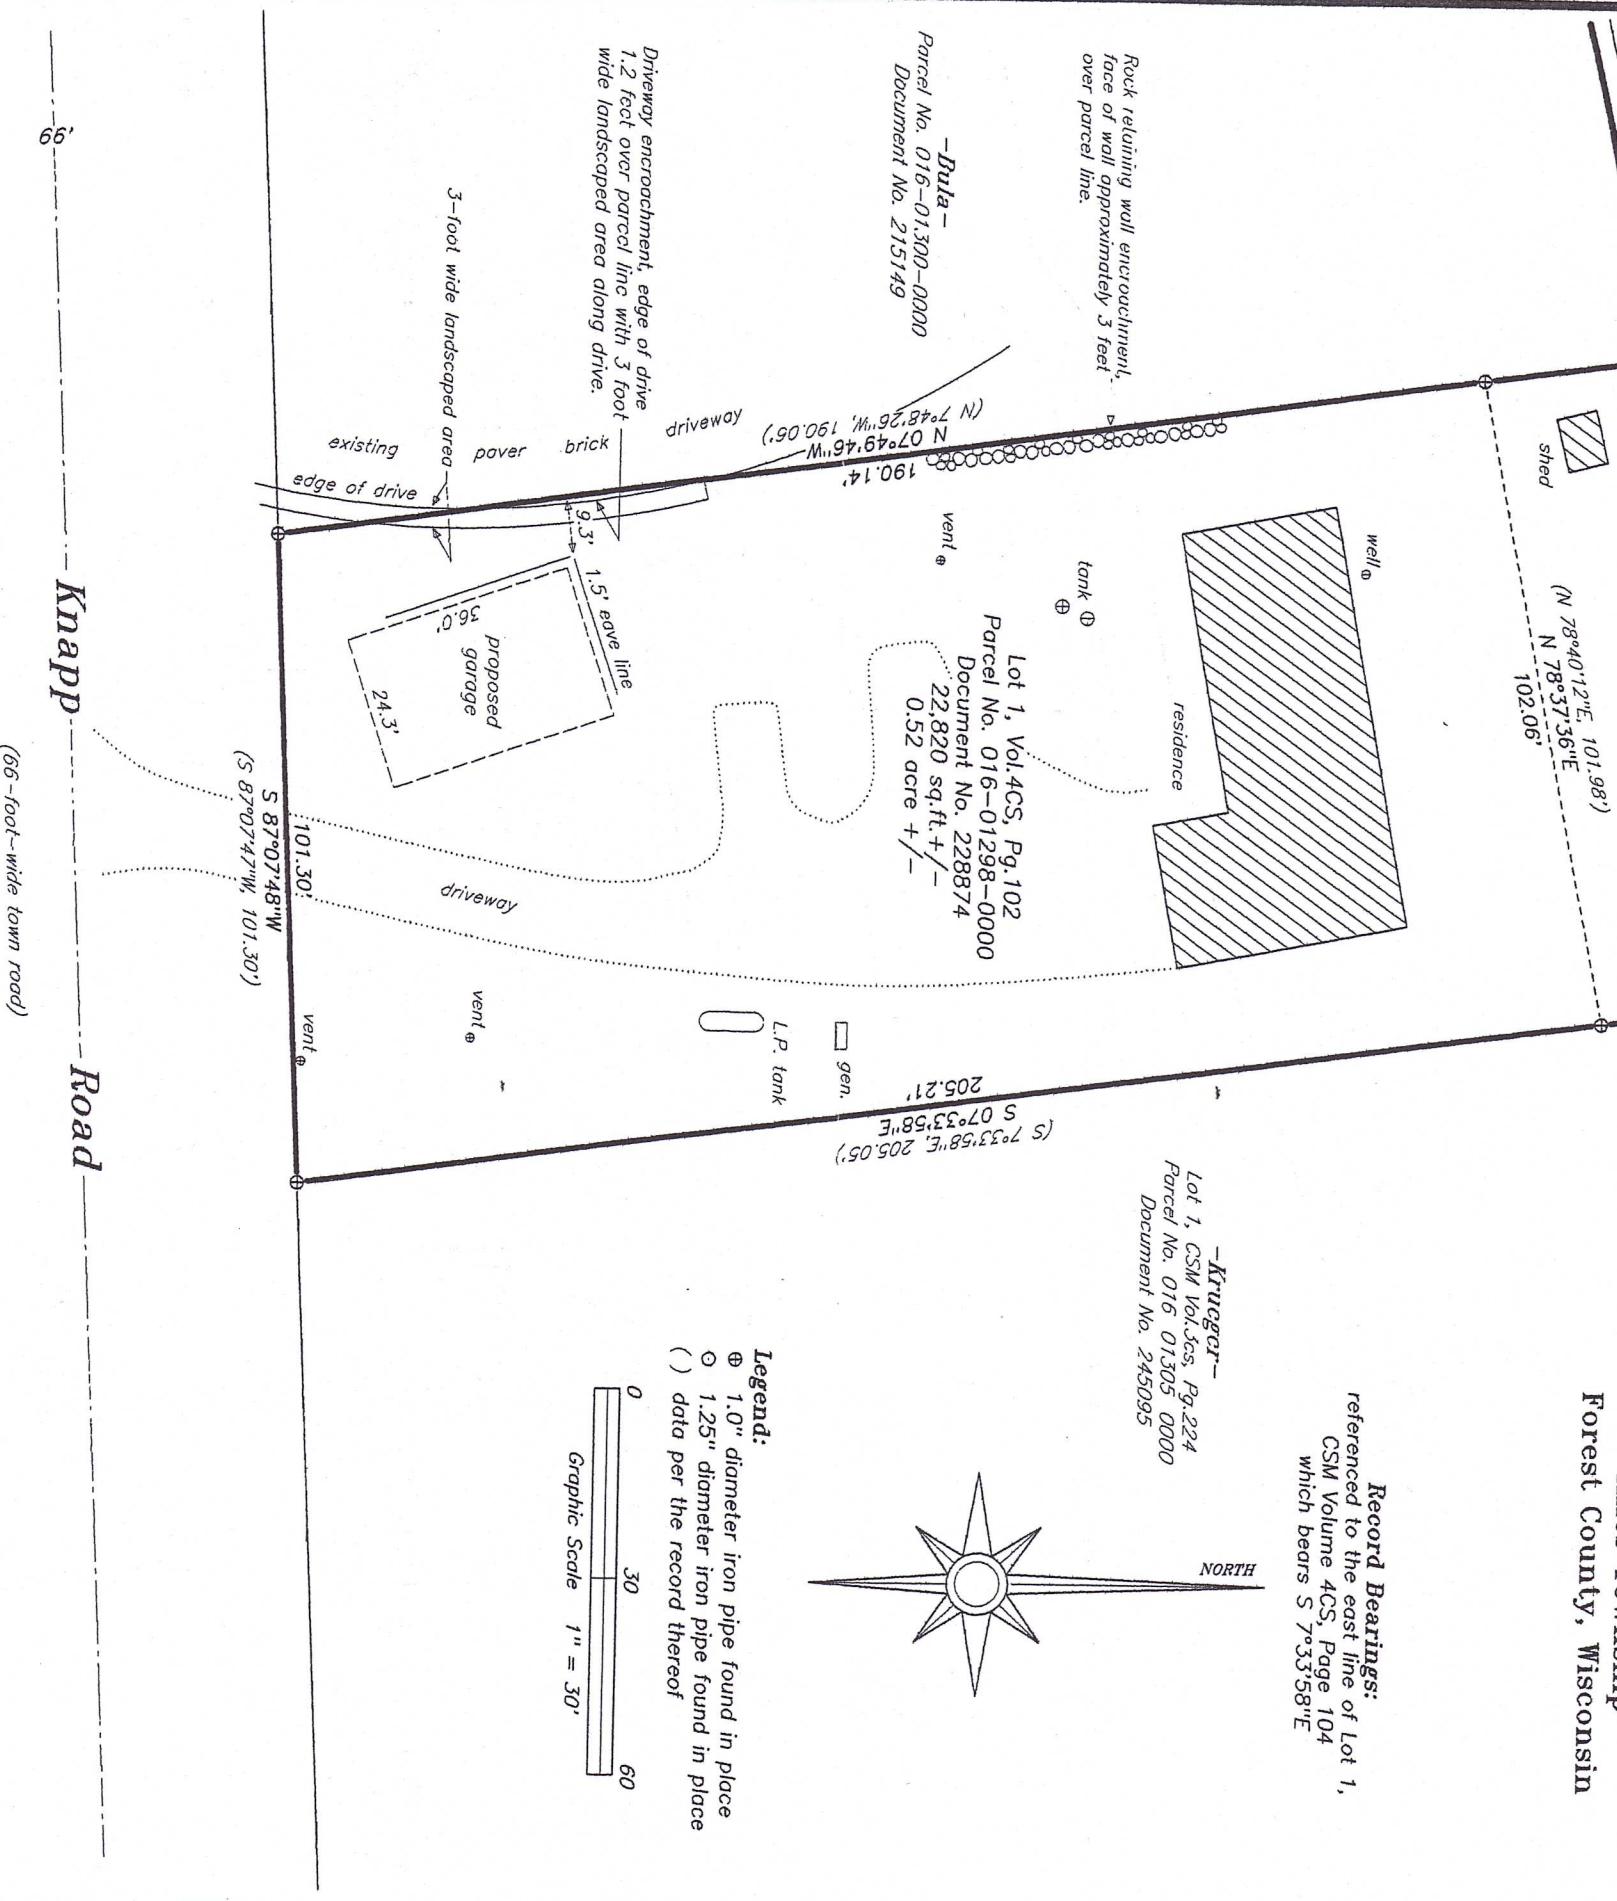 Forest County, Wisconsin
Record Bearings:
referenced to the east line of Lot 1,
CSM Volume 4CS, Page 104
which bears S 7°33'58"E
NORTH
shed
(N 78°40'12"E, 101.98')
N 78°37'36"E
102.06'
well
Rock retaining wall encroachment,
face of wall approximately 3 feet
over parcel line.
residence
tank
-Bula-
Parcel No. 016-01300-0000
Document No. 215149
(N 7°48'26"W, 190.05')
N 07°49'46"W
190.14'
vent
Lot 1, Vol.4CS, Pg.102
Parcel No. 016-01298-0000
Document No. 228874
22,820 sq.ft.+/-
0.52 acre +/-
gen.
L.P. tank
205.21'
S 07°33'58"E
(S 7°33'58"E, 205.05')
-Krueger-
Lot 1, CSM Vol.3cs, Pg.224
Parcel No. 016 01305 0000
Document No. 245095
Driveway encroachment, edge of drive
1.2 feet over parcel line with 3 foot
wide landscaped area along drive.
existing paver brick driveway
edge of drive
3-foot wide landscaped area
9.3'
1.5' eave line
36.0'
proposed
garage
24.3'
driveway
vent
vent
101.30'
S 87°07'48"W
(S 87°07'47"W, 101.30')
Legend:
⊕ 1.0" diameter iron pipe found in place
⊙ 1.25" diameter iron pipe found in place
( ) data per the record thereof
0 30 60
Graphic Scale 1" = 30'
66'
Knapp Road
(66-foot-wide town road)